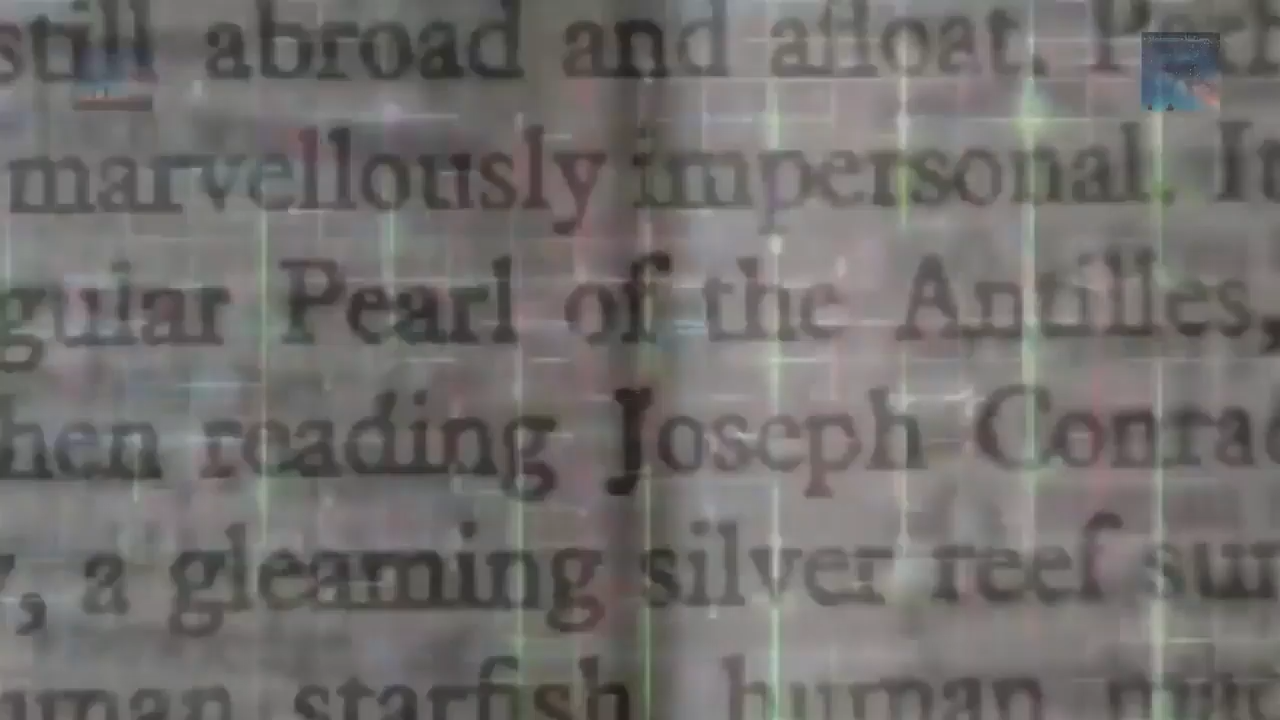 still abroad and afloat. Perh
marvellously impersonal. It
gular Pearl of the Antilles,
hen reading Joseph Conrad
, a gleaming silver reef sur
uman starfish, human